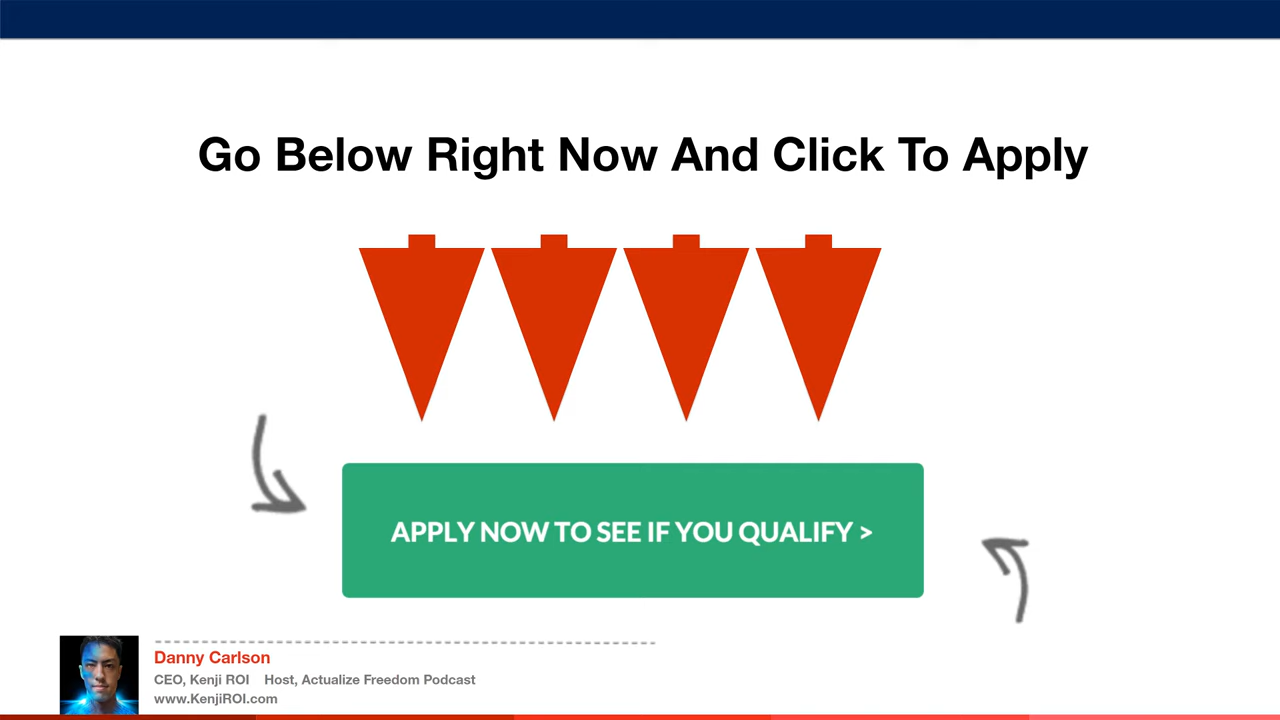 Go Below Right Now And Click To Apply
APPLY NOW TO SEE IF YOU QUALIFY >
Danny Carlson
CEO, Kenji ROI Host, Actualize Freedom Podcast
www.KenjiROI.com